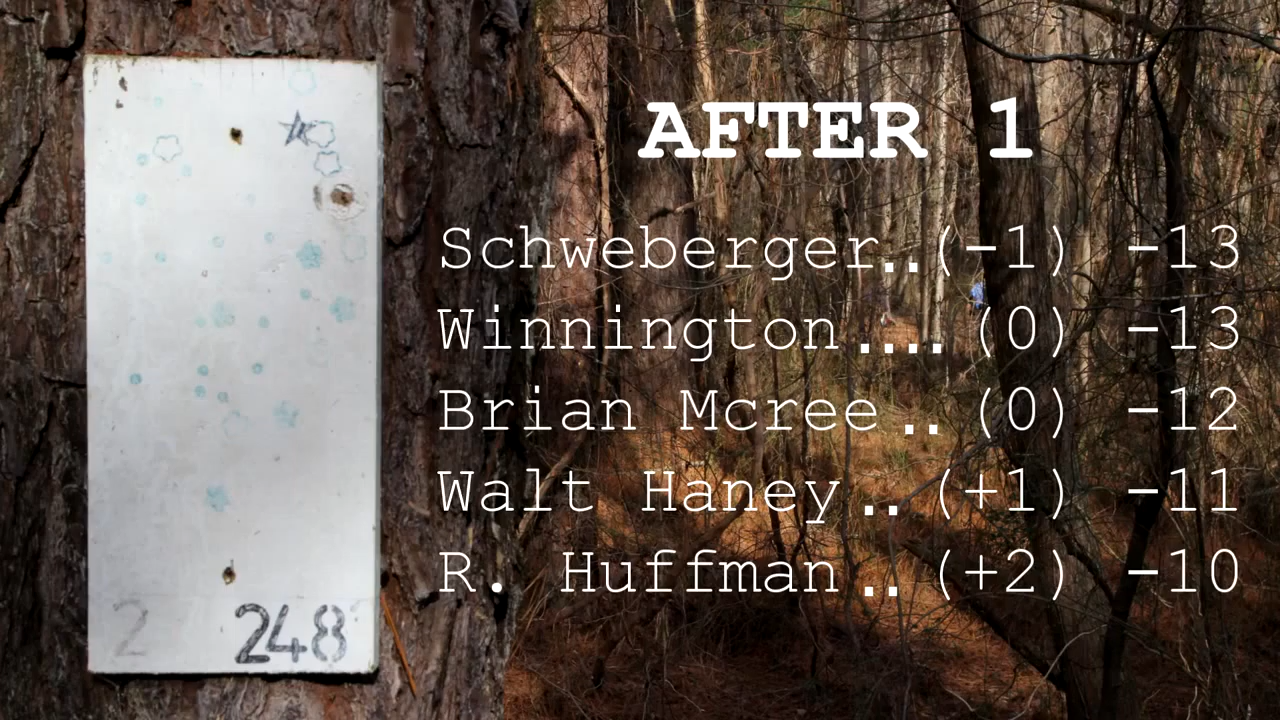 AFTER 1
Schweberger..(-1) -13
Winnington.... (0) -13
Brian Mcree .. (0) -12
Walt Haney .. (+1) -11
R. Huffman .. (+2) -10
2 248